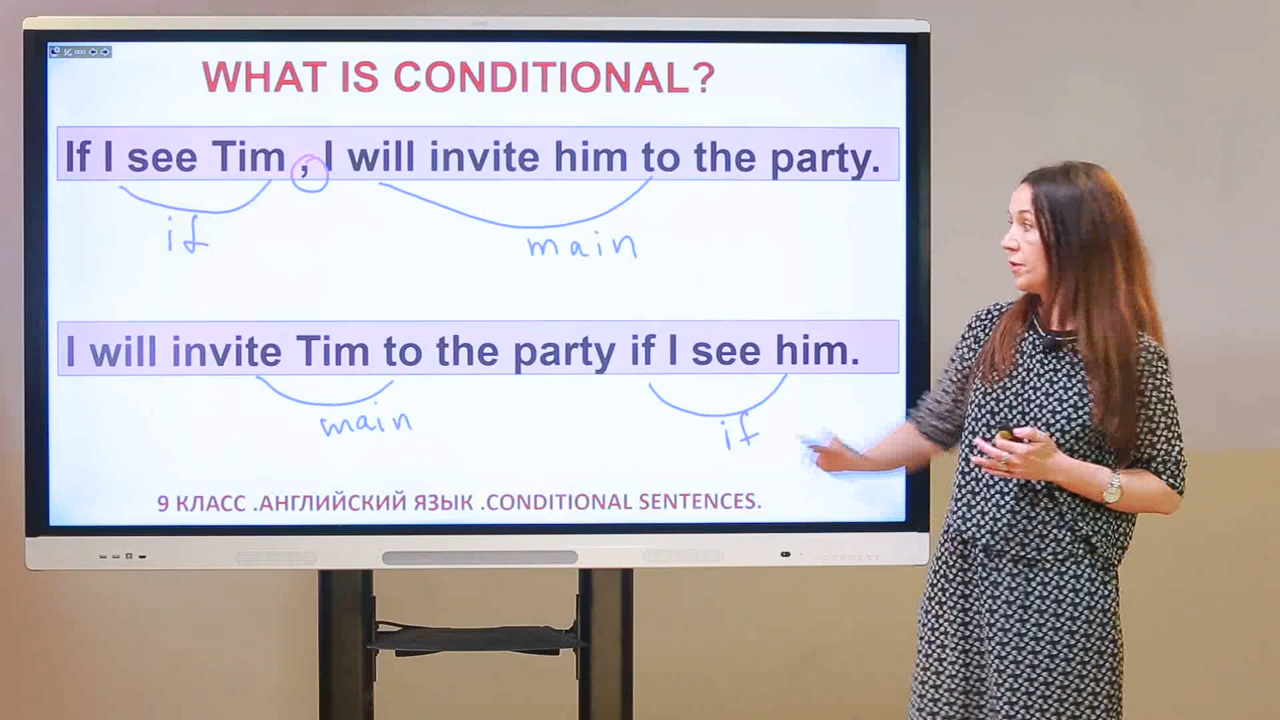 WHAT IS CONDITIONAL?
If I see Tim , I will invite him to the party.
if main
I will invite Tim to the party if I see him.
main if
9 КЛАСС .АНГЛИЙСКИЙ ЯЗЫК .CONDITIONAL SENTENCES.